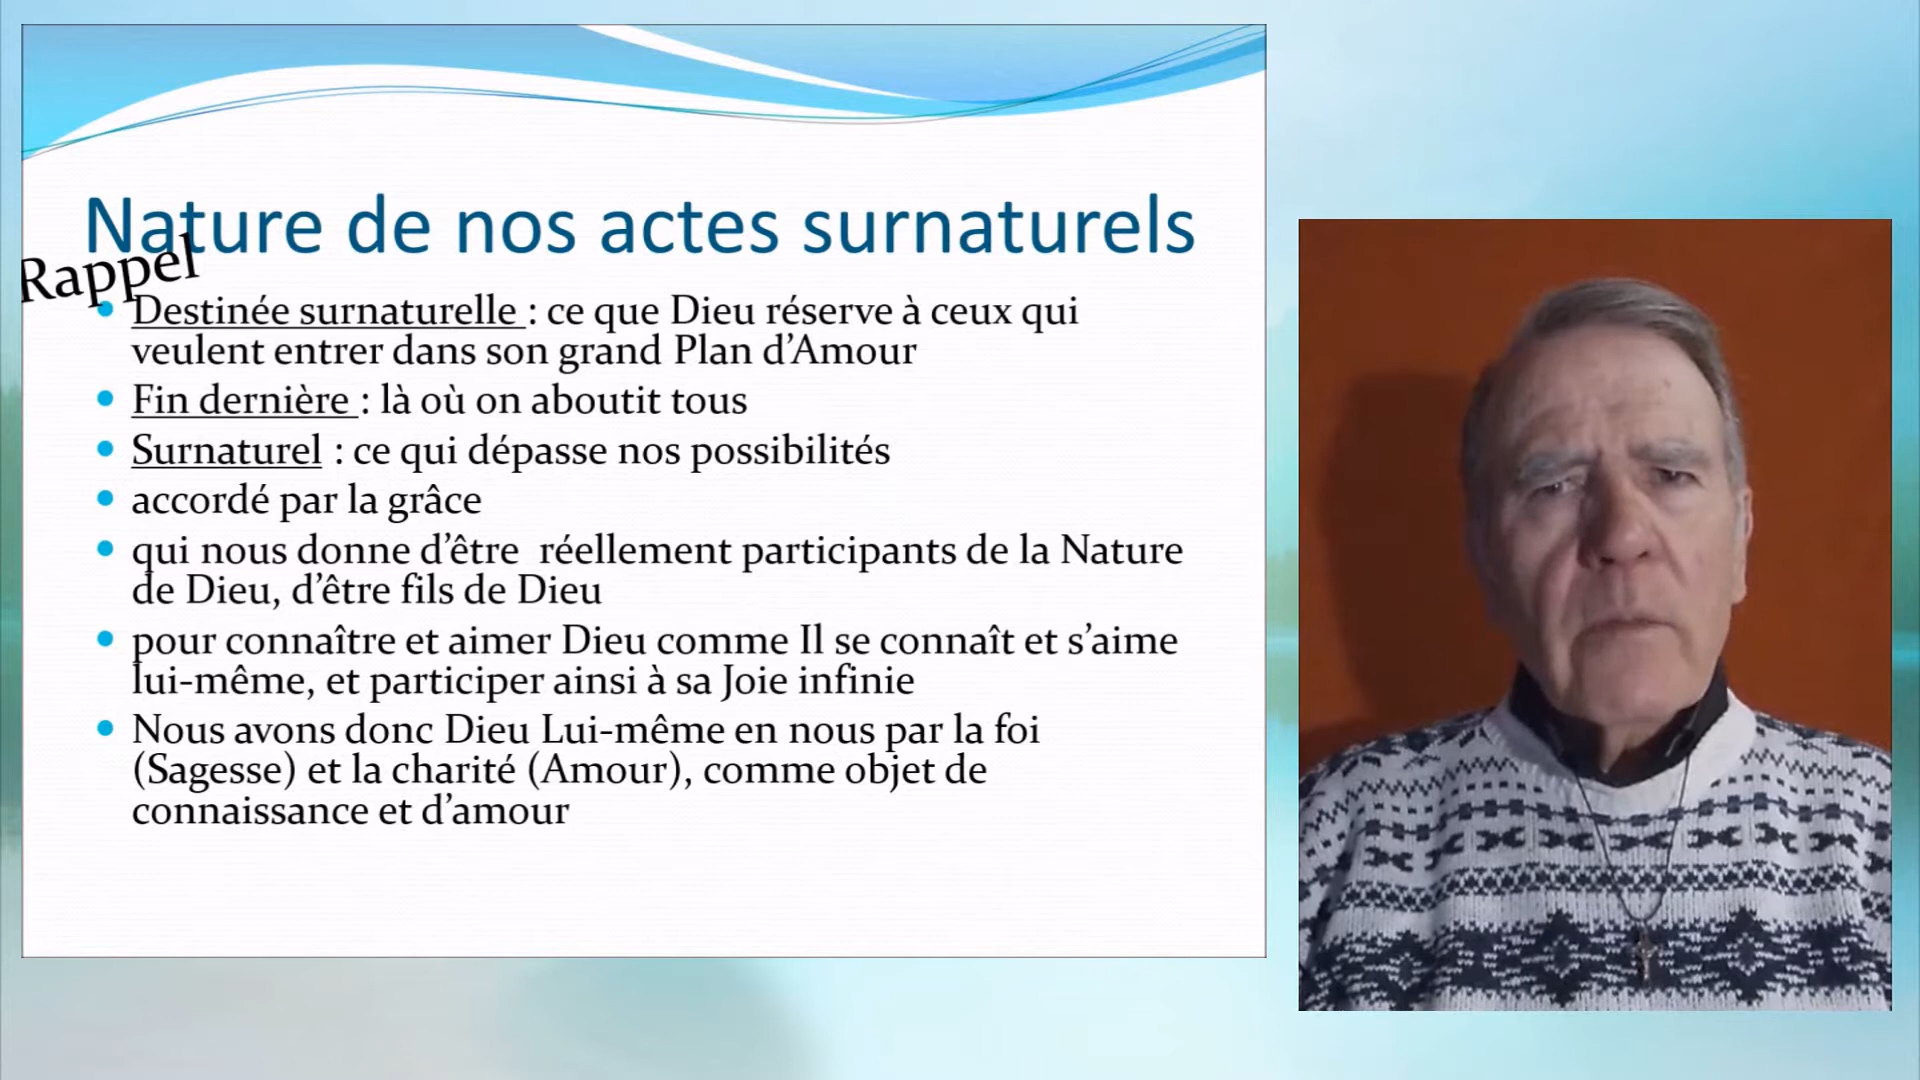 Nature de nos actes surnaturels
Rappel
Destinée surnaturelle : ce que Dieu réserve à ceux qui
veulent entrer dans son grand Plan d’Amour
Fin dernière : là où on aboutit tous
Surnaturel : ce qui dépasse nos possibilités
accordé par la grâce
qui nous donne d’être réellement participants de la Nature
de Dieu, d’être fils de Dieu
pour connaître et aimer Dieu comme Il se connaît et s’aime
lui-même, et participer ainsi à sa Joie infinie
Nous avons donc Dieu Lui-même en nous par la foi
(Sagesse) et la charité (Amour), comme objet de
connaissance et d’amour